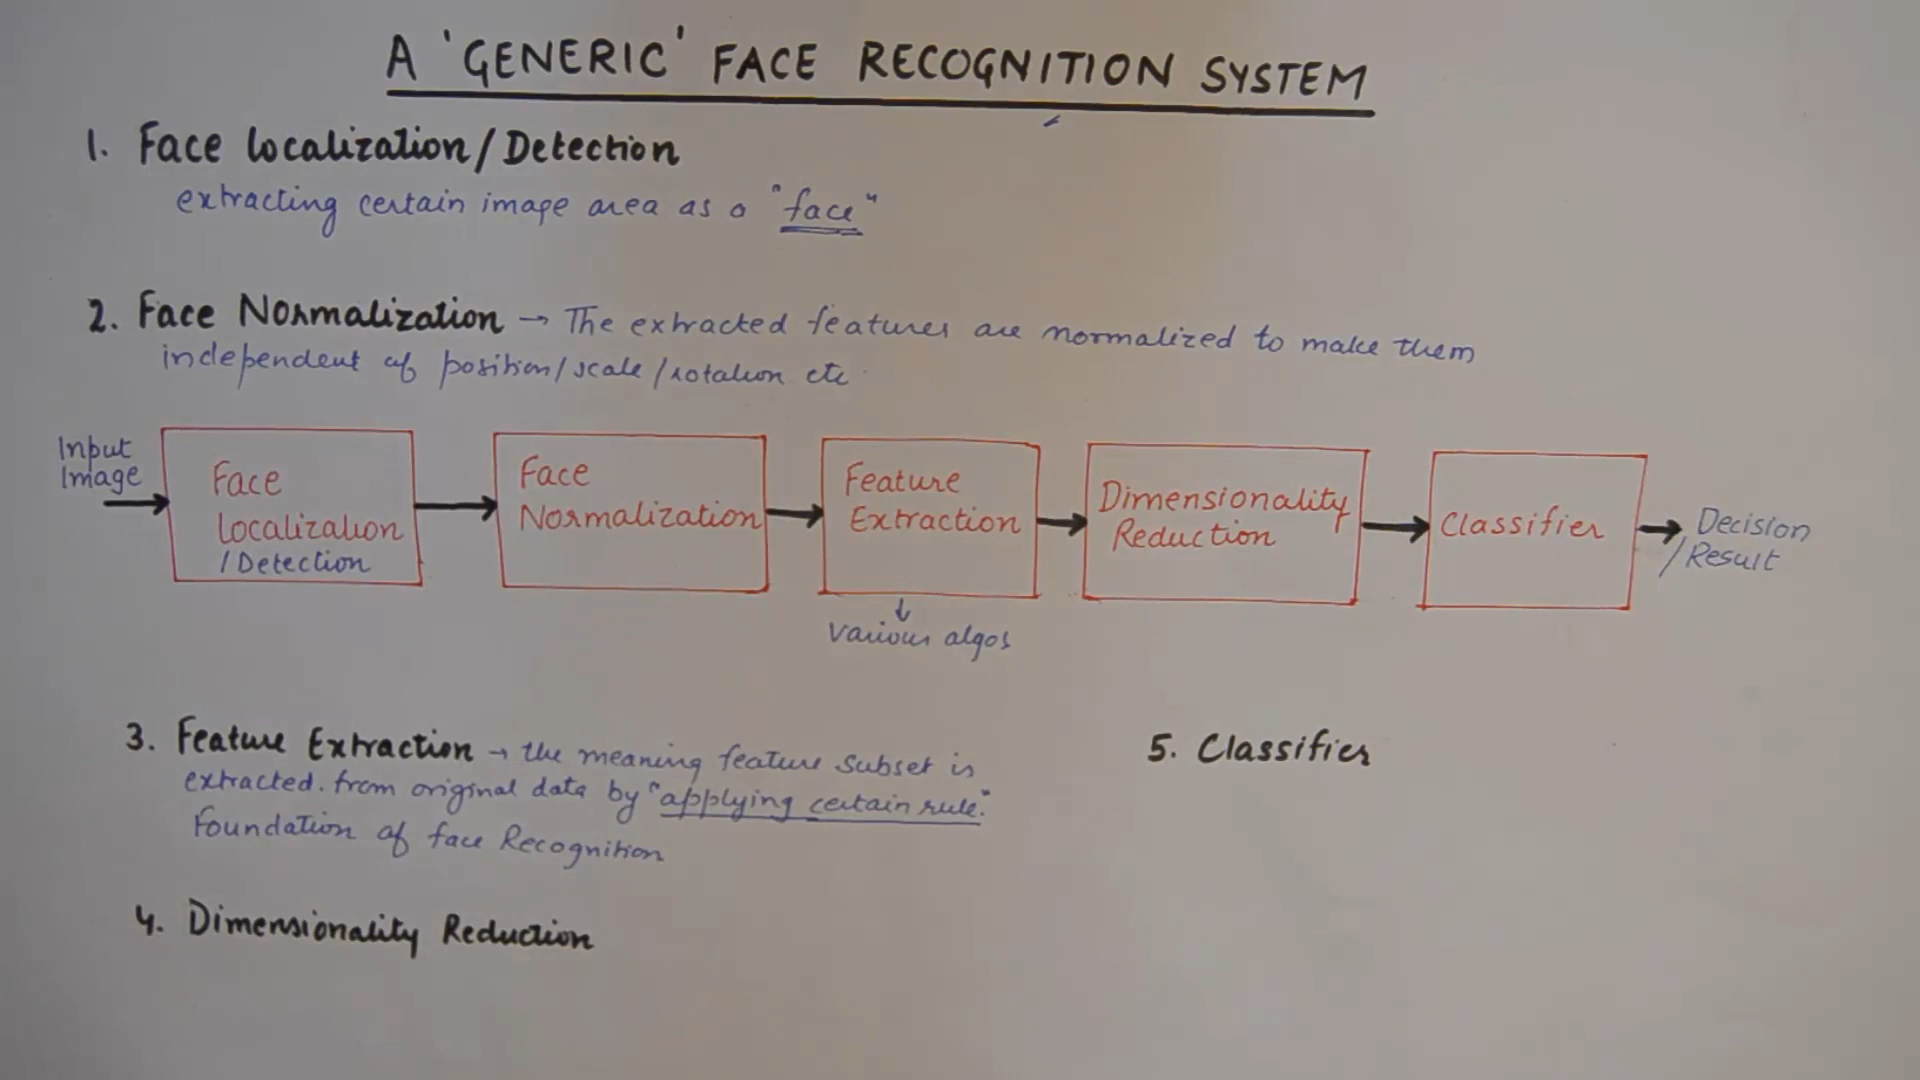 A 'GENERIC' FACE RECOGNITION SYSTEM
1. Face Localization/Detection
extracting certain image area as a "face"
2. Face Normalization → The extracted features are normalized to make them
independent of position/scale/rotation etc
Input
Image
Face
Localization
/Detection
Face
Normalization
Feature
Extraction
Dimensionality
Reduction
Classifier
Decision
/Result
↓
various algos
3. Feature Extraction → the meaning feature subset is
extracted from original data by "applying certain rule."
Foundation of face Recognition
4. Dimensionality Reduction
5. Classifier